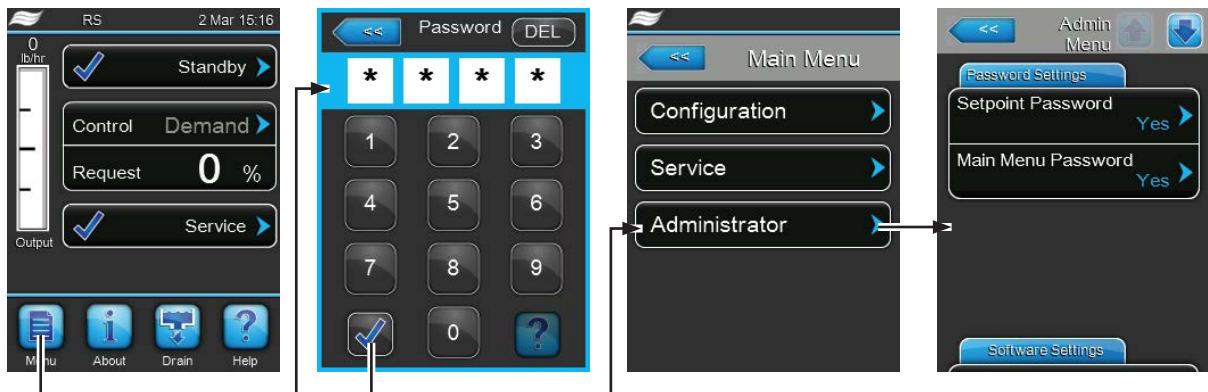 RS 2 Mar 15:16
0
lb/hr
Standby
Control Demand
Request 0 %
Service
Output
Menu About Drain Help
<< Password DEL
* * * *
1 2 3
4 5 6
7 8 9
0 ?
<< Main Menu
Configuration
Service
Administrator
<< Admin
Menu
Password Settings
Setpoint Password
Yes
Main Menu Password
Yes
Software Settings